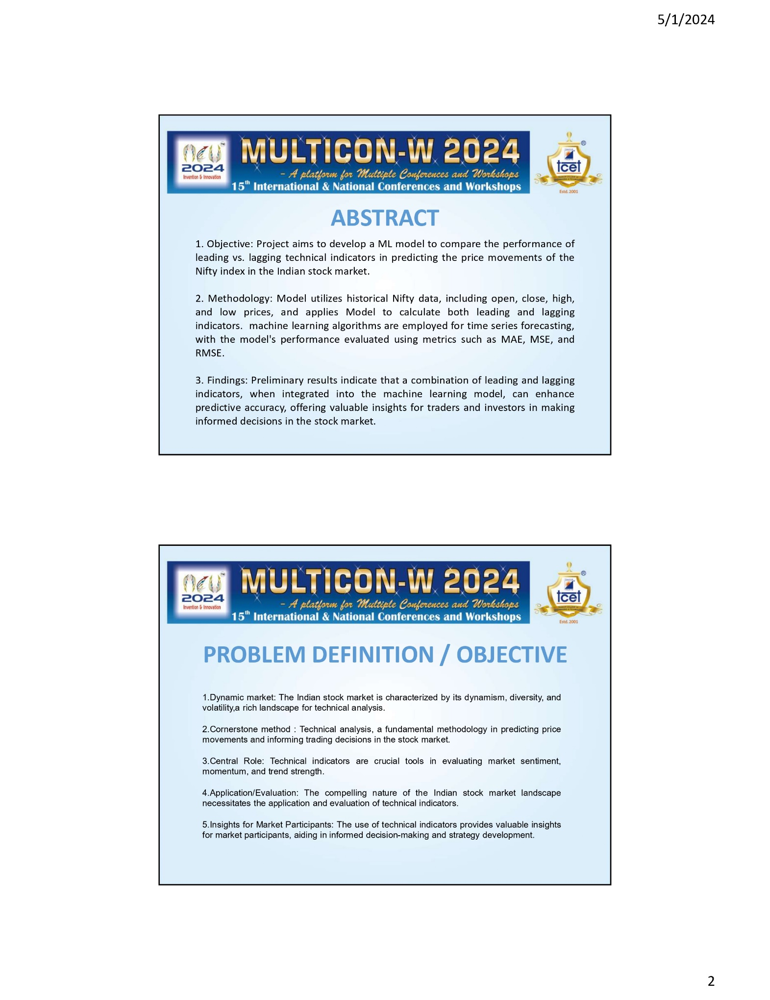 5/1/2024
MULTICON-W 2024
- A platform for Multiple Conferences and Workshops
15th International & National Conferences and Workshops
TM
2024
Invention & Innovation
®
tcet
Estd. 2001
ABSTRACT
1. Objective: Project aims to develop a ML model to compare the performance of
leading vs. lagging technical indicators in predicting the price movements of the
Nifty index in the Indian stock market.
2. Methodology: Model utilizes historical Nifty data, including open, close, high,
and low prices, and applies Model to calculate both leading and lagging
indicators. machine learning algorithms are employed for time series forecasting,
with the model's performance evaluated using metrics such as MAE, MSE, and
RMSE.
3. Findings: Preliminary results indicate that a combination of leading and lagging
indicators, when integrated into the machine learning model, can enhance
predictive accuracy, offering valuable insights for traders and investors in making
informed decisions in the stock market.
MULTICON-W 2024
- A platform for Multiple Conferences and Workshops
15th International & National Conferences and Workshops
TM
2024
Invention & Innovation
®
tcet
Estd. 2001
PROBLEM DEFINITION / OBJECTIVE
1.Dynamic market: The Indian stock market is characterized by its dynamism, diversity, and
volatility,a rich landscape for technical analysis.
2.Cornerstone method : Technical analysis, a fundamental methodology in predicting price
movements and informing trading decisions in the stock market.
3.Central Role: Technical indicators are crucial tools in evaluating market sentiment,
momentum, and trend strength.
4.Application/Evaluation: The compelling nature of the Indian stock market landscape
necessitates the application and evaluation of technical indicators.
5.Insights for Market Participants: The use of technical indicators provides valuable insights
for market participants, aiding in informed decision-making and strategy development.
2